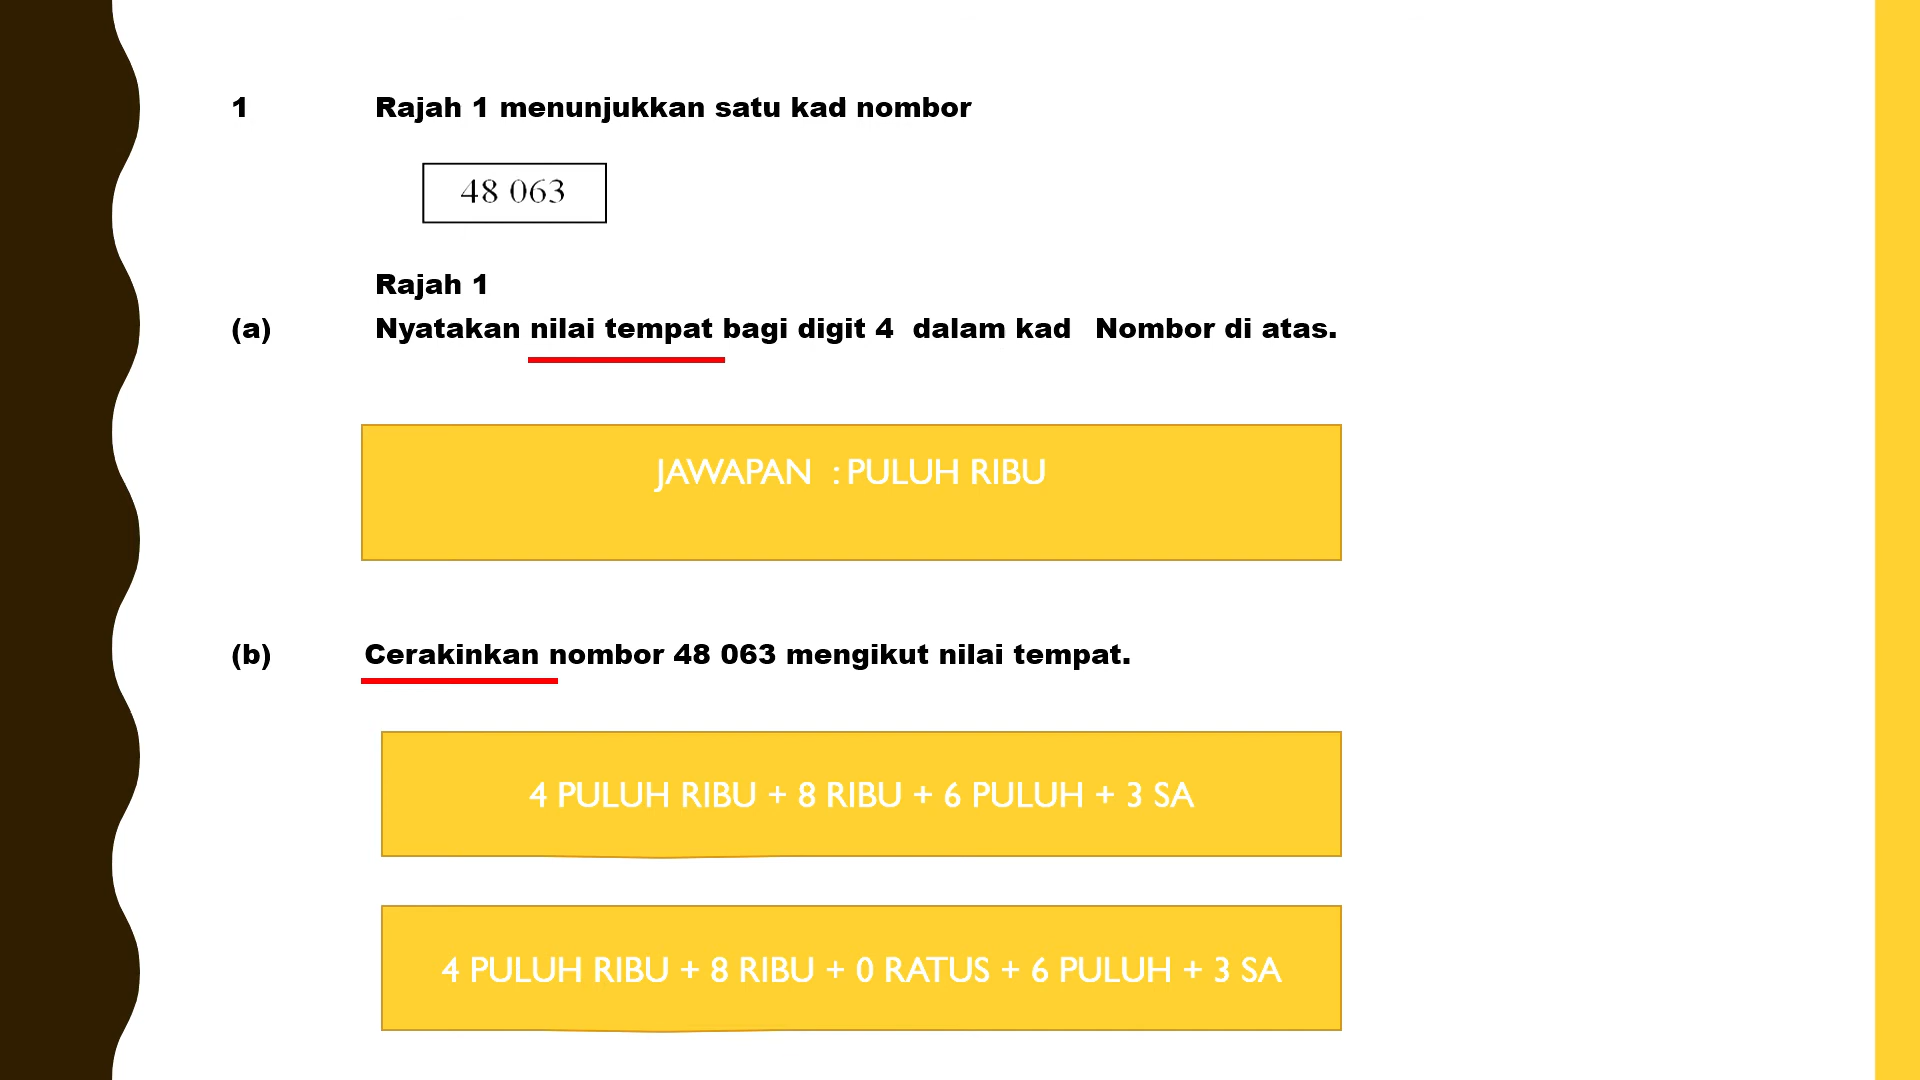 1 Rajah 1 menunjukkan satu kad nombor
48 063
Rajah 1
(a) Nyatakan nilai tempat bagi digit 4 dalam kad Nombor di atas.
JAWAPAN : PULUH RIBU
(b) Cerakinkan nombor 48 063 mengikut nilai tempat.
4 PULUH RIBU + 8 RIBU + 6 PULUH + 3 SA
4 PULUH RIBU + 8 RIBU + 0 RATUS + 6 PULUH + 3 SA